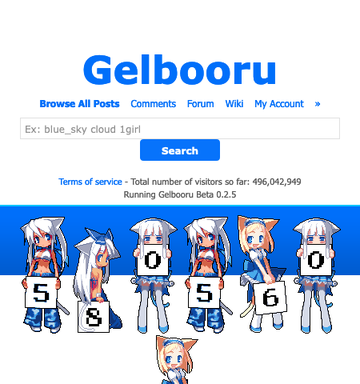 Gelbooru
Browse All Posts Comments Forum Wiki My Account »
Ex: blue_sky cloud 1girl
Search
Terms of service - Total number of visitors so far: 496,042,949
Running Gelbooru Beta 0.2.5
5 8 0 5 6 0